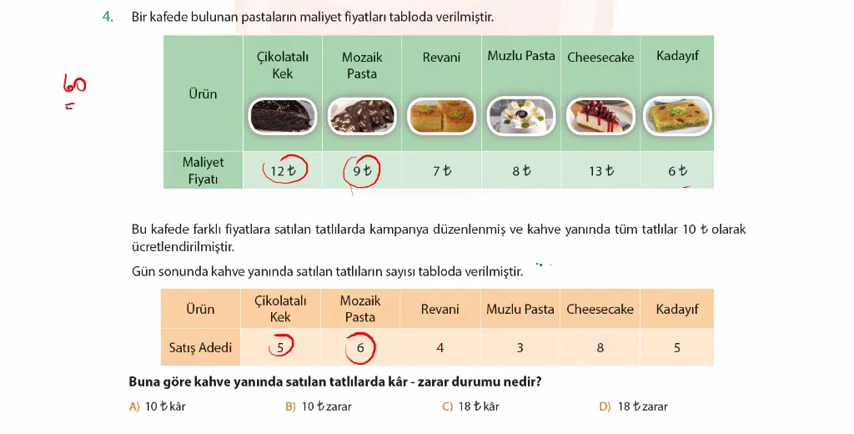 4. Bir kafede bulunan pastaların maliyet fiyatları tabloda verilmiştir.
Ürün Çikolatalı Kek Mozaik Pasta Revani Muzlu Pasta Cheesecake Kadayıf
60
Maliyet Fiyatı 12 ₺ 9 ₺ 7 ₺ 8 ₺ 13 ₺ 6 ₺
Bu kafede farklı fiyatlara satılan tatlılarda kampanya düzenlenmiş ve kahve yanında tüm tatlılar 10 ₺ olarak
ücretlendirilmiştir.
Gün sonunda kahve yanında satılan tatlıların sayısı tabloda verilmiştir.
Ürün Çikolatalı Kek Mozaik Pasta Revani Muzlu Pasta Cheesecake Kadayıf
Satış Adedi 5 6 4 3 8 5
Buna göre kahve yanında satılan tatlılarda kâr - zarar durumu nedir?
A) 10 ₺ kâr B) 10 ₺ zarar C) 18 ₺ kâr D) 18 ₺ zarar